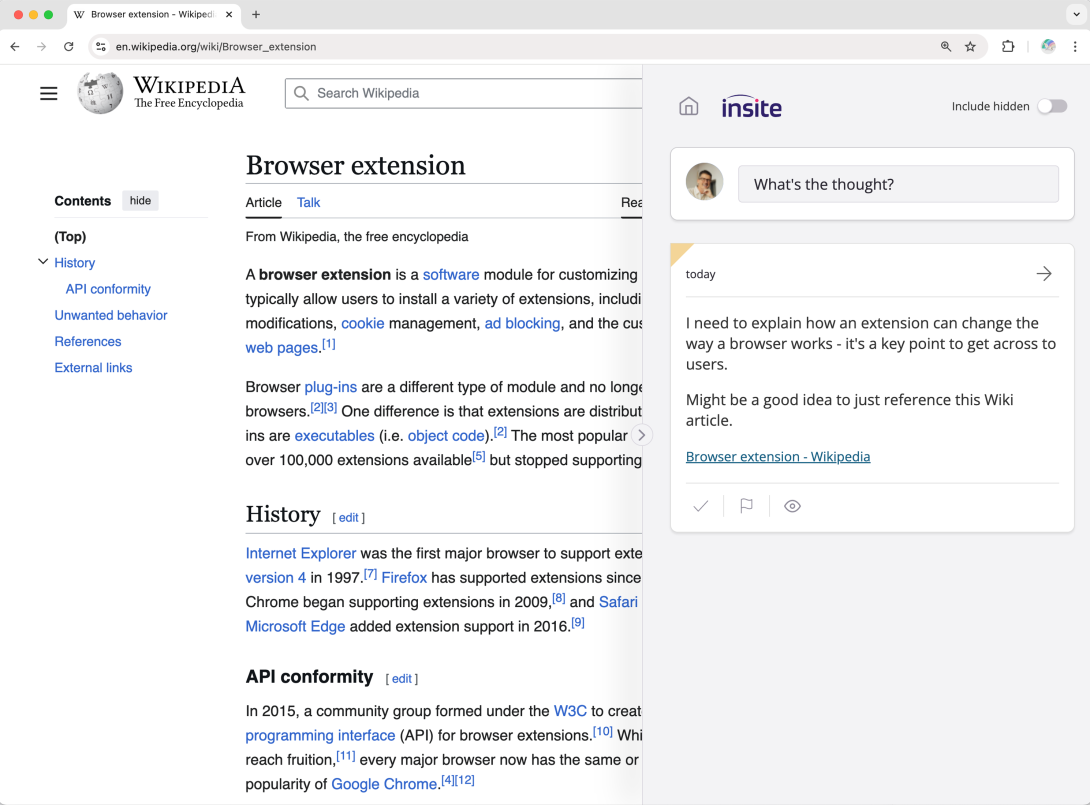 Browser extension - Wikiped
en.wikipedia.org/wiki/Browser_extension
WIKIPEDIA
The Free Encyclopedia
Search Wikipedia
Contents
hide
(Top)
History
API conformity
Unwanted behavior
References
External links
Browser extension
Article Talk
Rea
From Wikipedia, the free encyclopedia
A browser extension is a software module for customizing
typically allow users to install a variety of extensions, includi
modifications, cookie management, ad blocking, and the cus
web pages.[1]
Browser plug-ins are a different type of module and no longe
browsers.[2][3] One difference is that extensions are distribut
ins are executables (i.e. object code).[2] The most popular
over 100,000 extensions available[5] but stopped supporting
History [ edit ]
Internet Explorer was the first major browser to support exte
version 4 in 1997.[7] Firefox has supported extensions since
Chrome began supporting extensions in 2009,[8] and Safari
Microsoft Edge added extension support in 2016.[9]
API conformity [ edit ]
In 2015, a community group formed under the W3C to creat
programming interface (API) for browser extensions.[10] Whi
reach fruition,[11] every major browser now has the same or
popularity of Google Chrome.[4][12]
insite
Include hidden
What's the thought?
today
I need to explain how an extension can change the
way a browser works - it's a key point to get across to
users.
Might be a good idea to just reference this Wiki
article.
Browser extension - Wikipedia